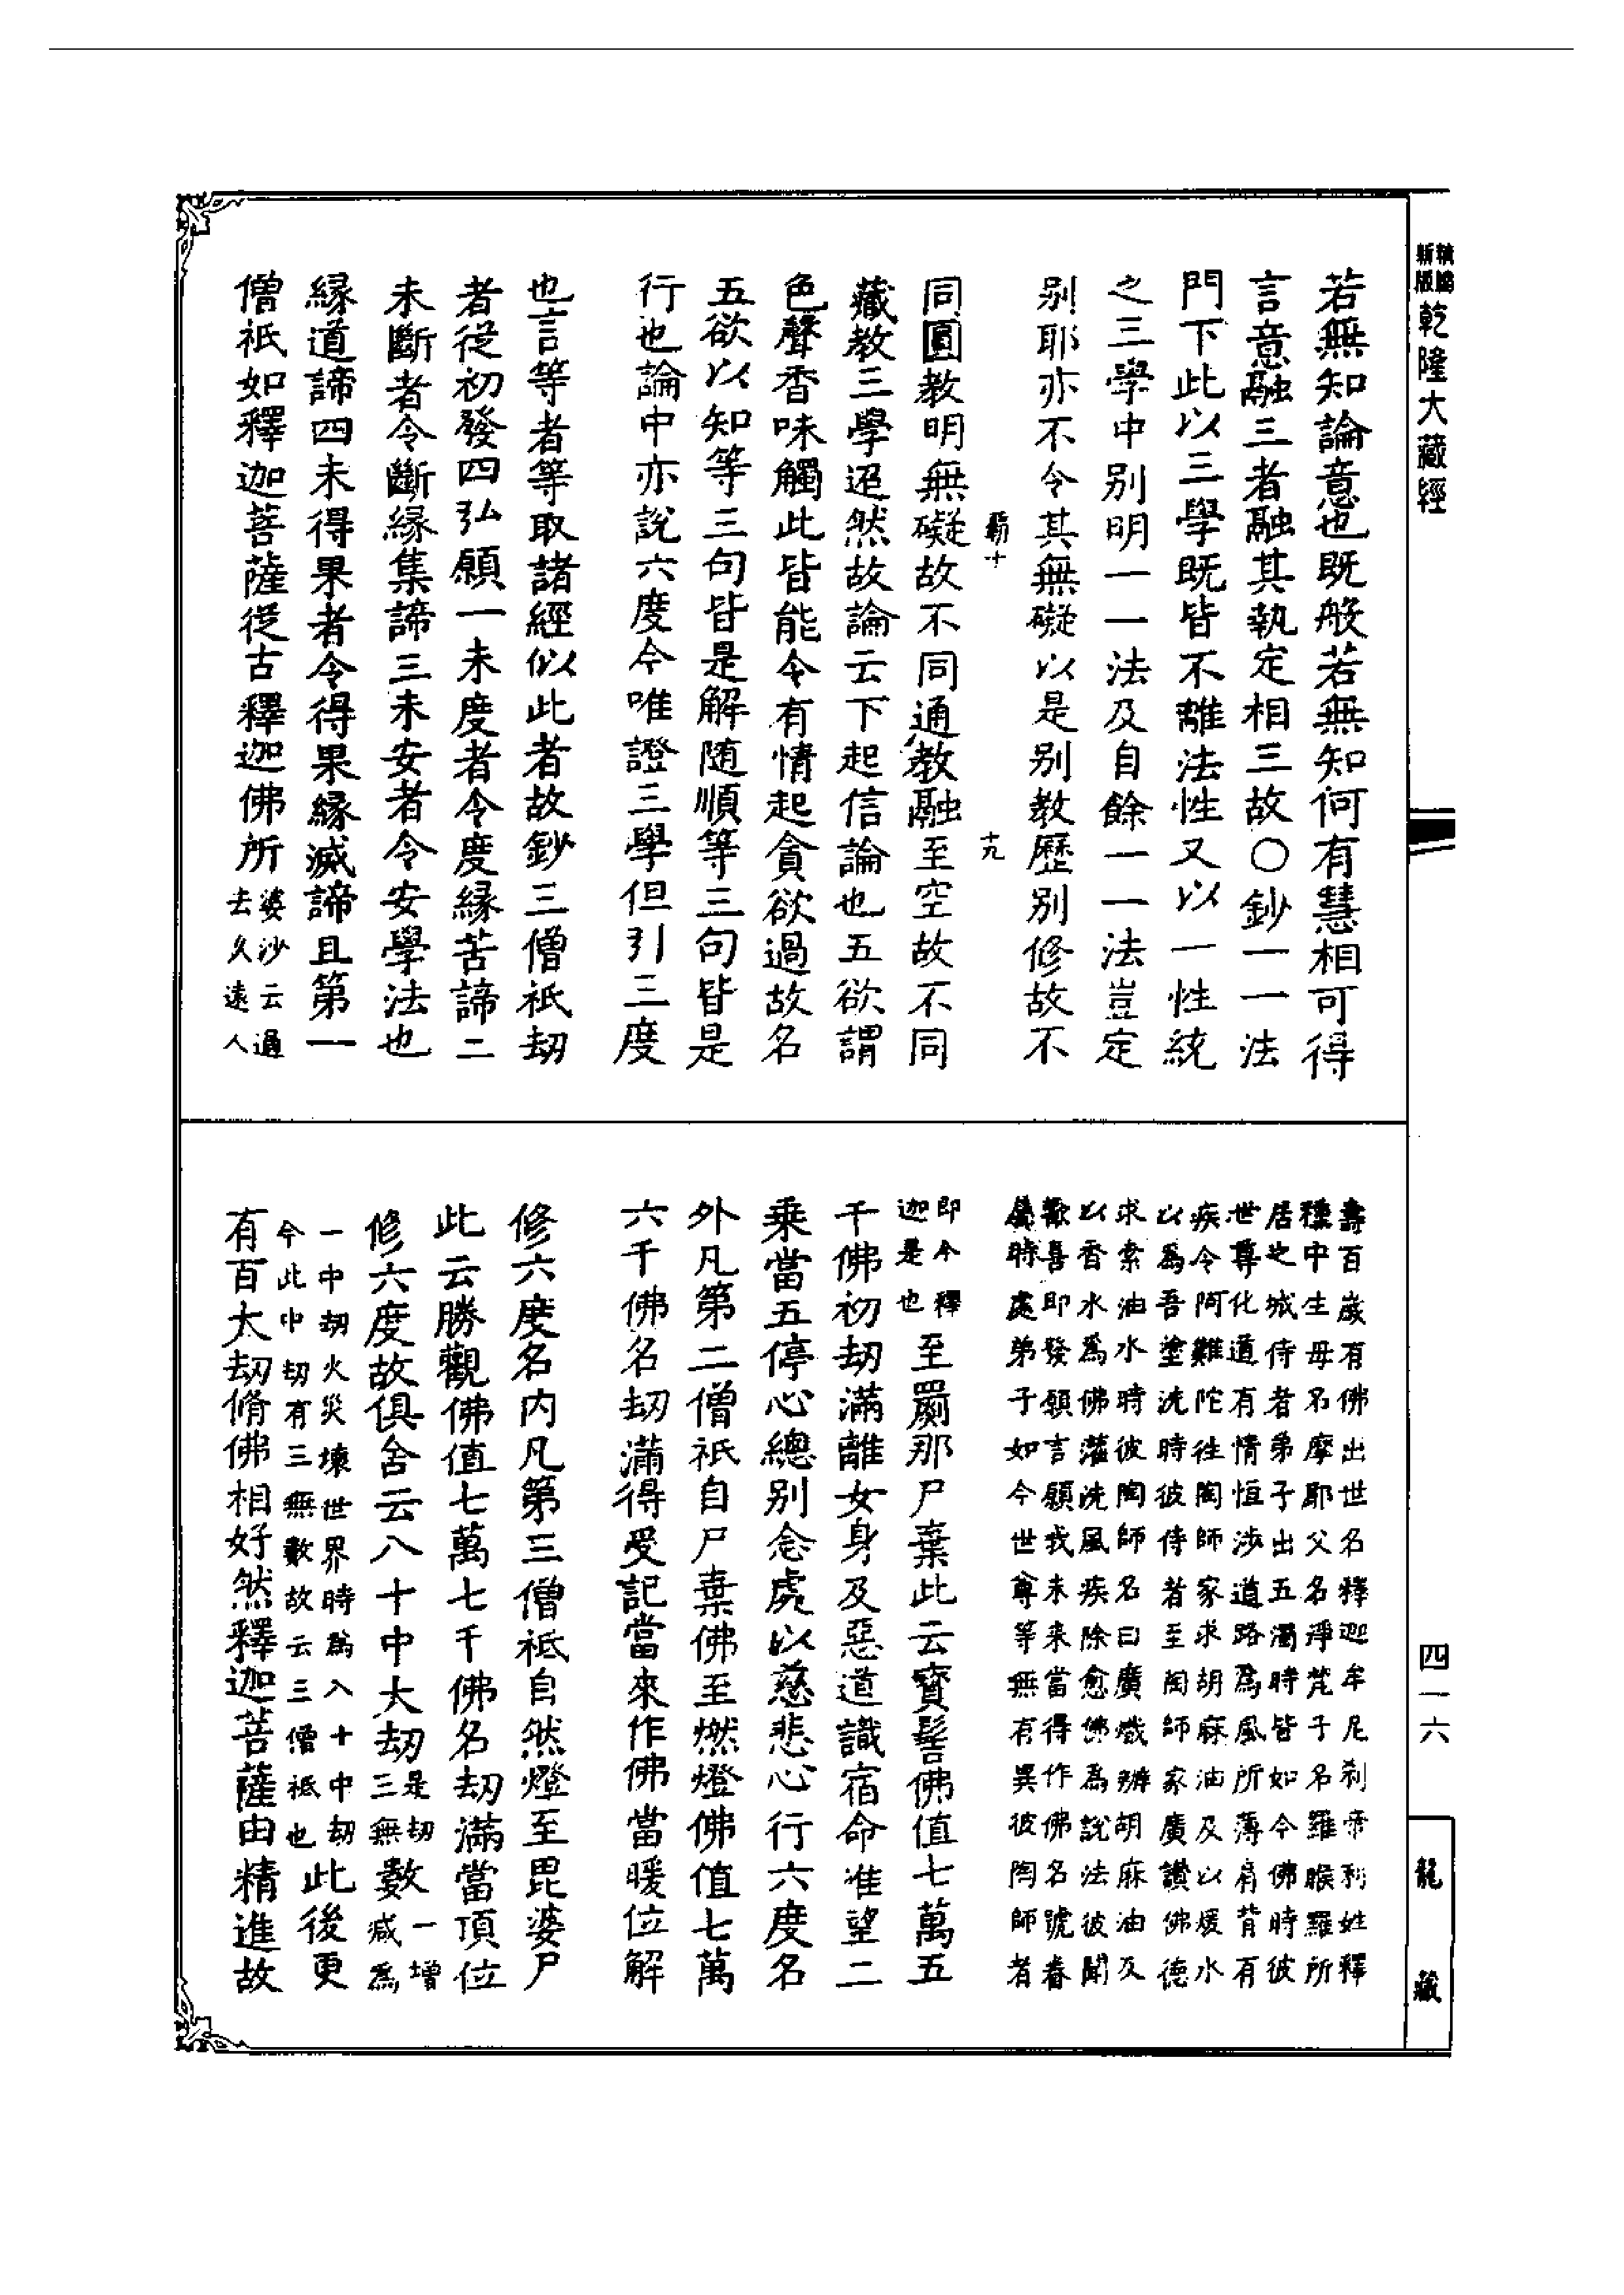 新版 精縮 乾隆大藏經
若無知論意也既般若無知何有慧相可得
言意融三者融其執定相三故〇鈔一一法
門下此以三學既皆不離法性又以一性統
之三學中别明一一法及自餘一一法豈定
别耶亦不令其無礙以是别教歷别修故不
十九
同圓教明無礙故不同通教融至空故不同
藏教三學逈然故論云下起信論也五欲謂
色聲香味觸此皆能令有情起貪欲過故名
五欲以知等三句皆是解随順等三句皆是
行也論中亦說六度今唯證三學但引三度
也言等者等取諸經似此者故鈔三僧祇劫
者從初發四弘願一未度者令度緣苦諦二
未斷者令斷緣集諦三未安者令安學法也
緣道諦四未得果者令得果緣滅諦且第一
僧祇如釋迦菩薩從古釋迦佛所婆沙云過
去久遠人
壽百歲有佛出世名釋迦牟尼剎帝利姓釋
種中生母名摩耶父名淨梵子名羅睺羅所
居之城侍者弟子出五濁時皆如今佛時彼
世尊化道有情恒涉道路為風所薄肩背有
疾令阿難陀往陶師家求胡麻油及以煖水
以為吾塗洗時彼侍者至陶師家廣讚佛德
求索油水時彼陶師名曰廣熾辦胡麻油及
以香水為佛灌洗風疾除愈佛為說法彼聞
歡喜即發願言願我未來當得作佛名號眷
屬時處弟子如今世尊等無有異彼陶師者
即今釋
迦是也至罽那尸棄此云寶髻佛值七萬五
千佛初劫滿離女身及惡道識宿命准望二
乘當五停心總别念處以慈悲心行六度名
外凡第二僧祇自尸棄佛至燃燈佛值七萬
六千佛名劫滿得受記當來作佛當暖位解
修六度名内凡第三僧祇自然燈至毘婆尸
此云勝觀佛值七萬七千佛名劫滿當頂位
修六度故俱舍云八十中大劫是劫
三無數一增
減為
一中劫火災壞世界時為八十中劫
今此中劫有三無數故云三僧祇也此後更
有百大劫脩佛相好然釋迦菩薩由精進故
四一六
龍藏